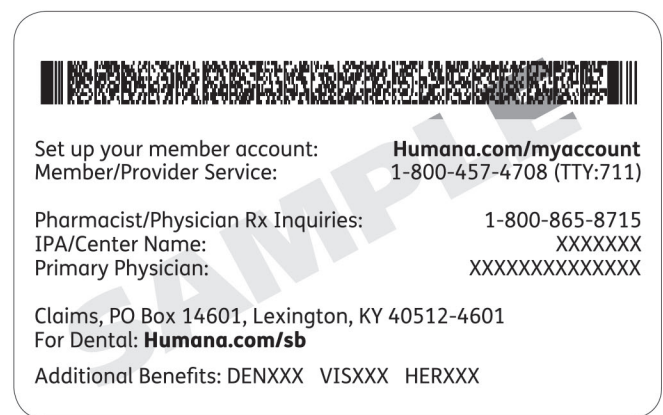 Set up your member account: Humana.com/myaccount
Member/Provider Service: 1-800-457-4708 (TTY:711)
Pharmacist/Physician Rx Inquiries: 1-800-865-8715
IPA/Center Name: XXXXXXX
Primary Physician: XXXXXXXXXXXXXX
Claims, PO Box 14601, Lexington, KY 40512-4601
For Dental: Humana.com/sb
Additional Benefits: DENXXX VISXXX HERXXX
SAMPLE